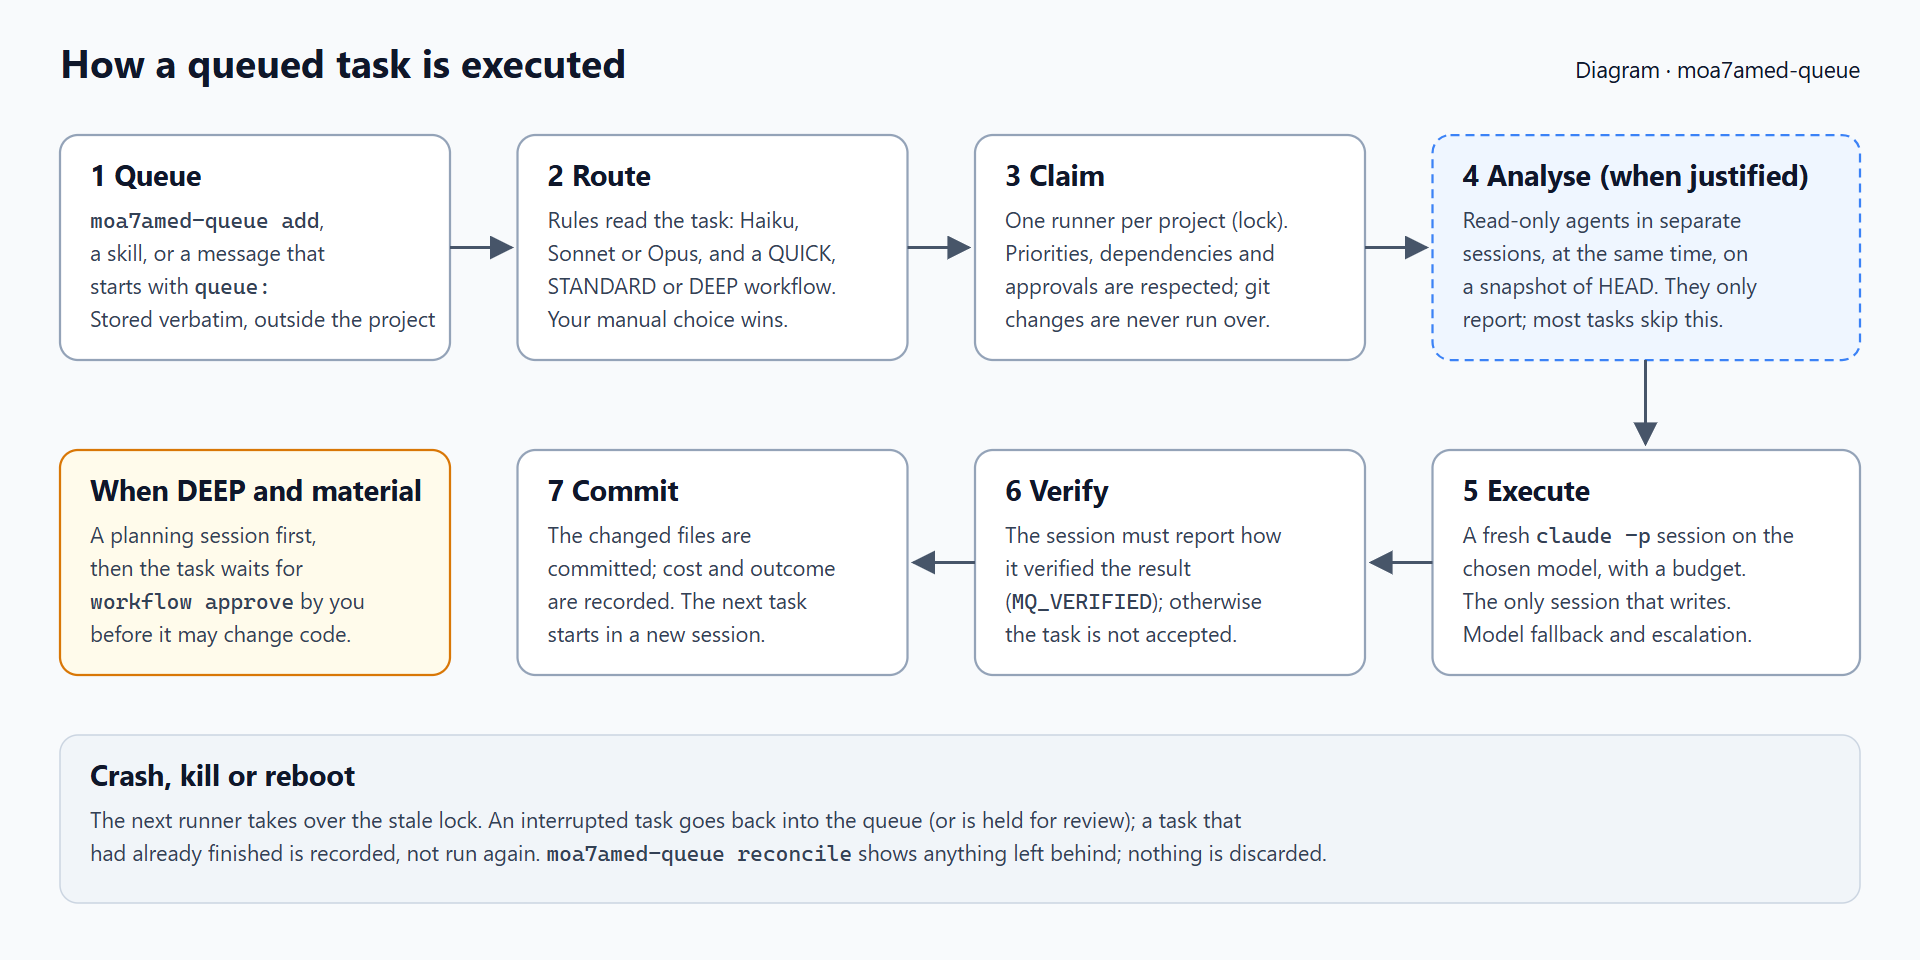 How a queued task is executed
Diagram · moa7amed-queue
1 Queue
moa7amed-queue add,
a skill, or a message that
starts with queue:
Stored verbatim, outside the project
2 Route
Rules read the task: Haiku,
Sonnet or Opus, and a QUICK,
STANDARD or DEEP workflow.
Your manual choice wins.
3 Claim
One runner per project (lock).
Priorities, dependencies and
approvals are respected; git
changes are never run over.
4 Analyse (when justified)
Read-only agents in separate
sessions, at the same time, on
a snapshot of HEAD. They only
report; most tasks skip this.
When DEEP and material
A planning session first,
then the task waits for
workflow approve by you
before it may change code.
7 Commit
The changed files are
committed; cost and outcome
are recorded. The next task
starts in a new session.
6 Verify
The session must report how
it verified the result
(MQ_VERIFIED); otherwise
the task is not accepted.
5 Execute
A fresh claude -p session on the
chosen model, with a budget.
The only session that writes.
Model fallback and escalation.
Crash, kill or reboot
The next runner takes over the stale lock. An interrupted task goes back into the queue (or is held for review); a task that
had already finished is recorded, not run again. moa7amed-queue reconcile shows anything left behind; nothing is discarded.